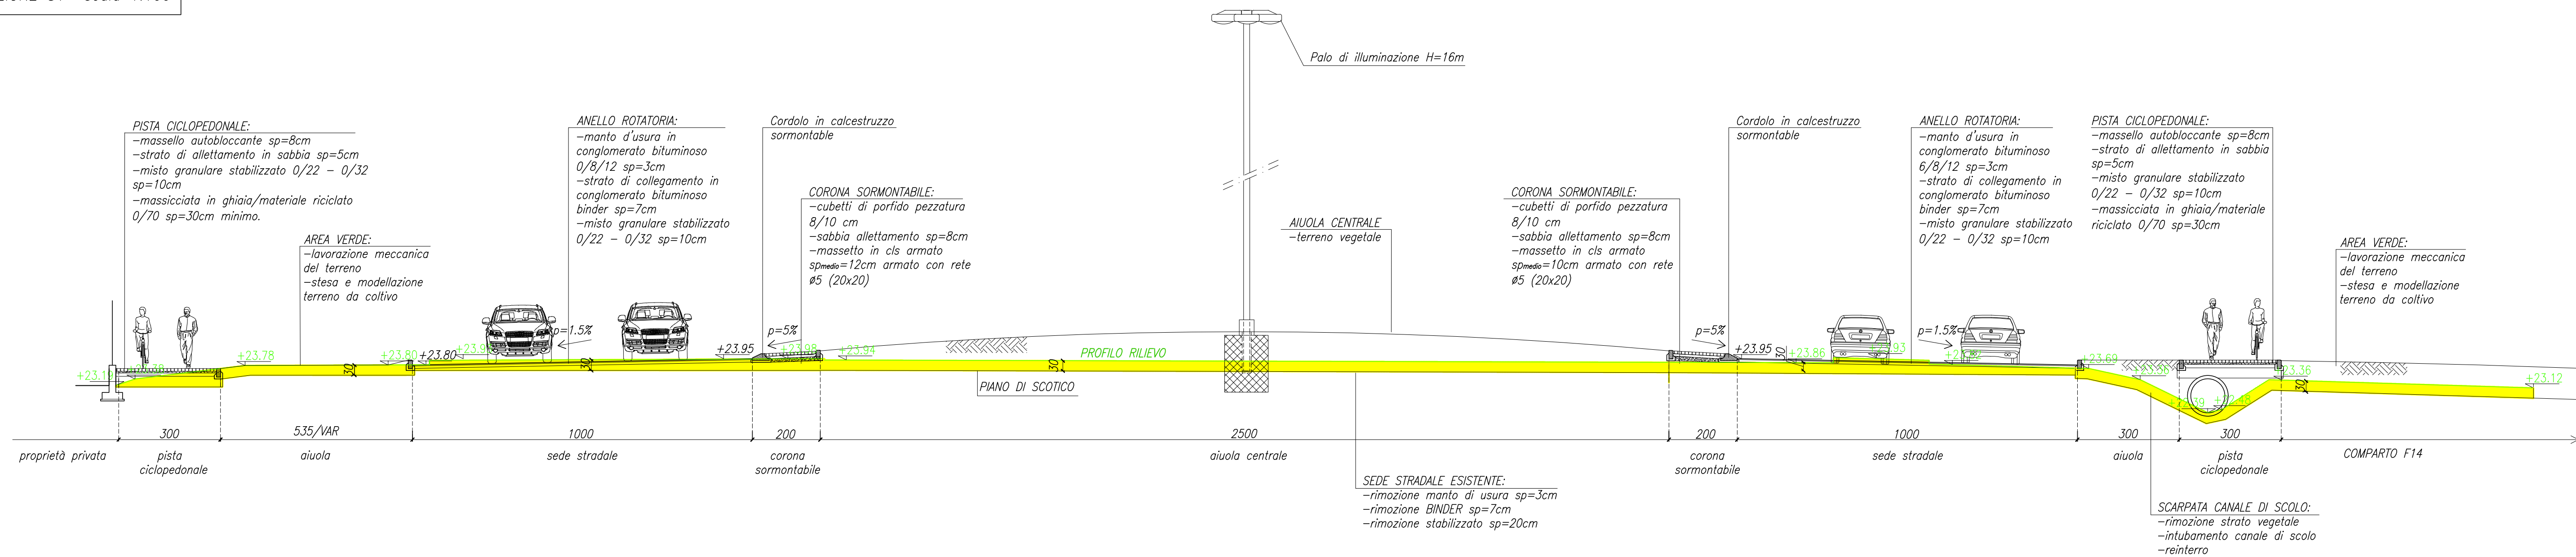 Scala 1:100
Palo di illuminazione H=16m
PISTA CICLOPEDONALE:
-massello autobloccante sp=8cm
-strato di allettamento in sabbia sp=5cm
-misto granulare stabilizzato 0/22 - 0/32
sp=10cm
-massicciata in ghiaia/materiale riciclato
0/70 sp=30cm minimo.
AREA VERDE:
-lavorazione meccanica
del terreno
-stesa e modellazione
terreno da coltivo
ANELLO ROTATORIA:
-manto d'usura in
conglomerato bituminoso
0/8/12 sp=3cm
-strato di collegamento in
conglomerato bituminoso
binder sp=7cm
-misto granulare stabilizzato
0/22 - 0/32 sp=10cm
Cordolo in calcestruzzo
sormontable
CORONA SORMONTABILE:
-cubetti di porfido pezzatura
8/10 cm
-sabbia allettamento sp=8cm
-massetto in cls armato
spmedio=12cm armato con rete
ø5 (20x20)
AIUOLA CENTRALE
-terreno vegetale
CORONA SORMONTABILE:
-cubetti di porfido pezzatura
8/10 cm
-sabbia allettamento sp=8cm
-massetto in cls armato
spmedio=10cm armato con rete
ø5 (20x20)
Cordolo in calcestruzzo
sormontable
ANELLO ROTATORIA:
-manto d'usura in
conglomerato bituminoso
6/8/12 sp=3cm
-strato di collegamento in
conglomerato bituminoso
binder sp=7cm
-misto granulare stabilizzato
0/22 - 0/32 sp=10cm
PISTA CICLOPEDONALE:
-massello autobloccante sp=8cm
-strato di allettamento in sabbia
sp=5cm
-misto granulare stabilizzato
0/22 - 0/32 sp=10cm
-massicciata in ghiaia/materiale
riciclato 0/70 sp=30cm
AREA VERDE:
-lavorazione meccanica
del terreno
-stesa e modellazione
terreno da coltivo
p=1.5%
p=5%
p=5%
p=1.5%
+23.78
+23.80
+23.80
+23.95
+23.98
+23.94
+23.95
+23.86
+23.93
+23.69
+23.36
+23.12
30
30
30
30
30
PROFILO RILIEVO
PIANO DI SCOTICO
300
535/VAR
1000
200
2500
200
1000
300
300
proprietà privata
pista
ciclopedonale
aiuola
sede stradale
corona
sormontabile
aiuola centrale
corona
sormontabile
sede stradale
aiuola
pista
ciclopedonale
COMPARTO F14
SEDE STRADALE ESISTENTE:
-rimozione manto di usura sp=3cm
-rimozione BINDER sp=7cm
-rimozione stabilizzato sp=20cm
SCARPATA CANALE DI SCOLO:
-rimozione strato vegetale
-intubamento canale di scolo
-reinterro